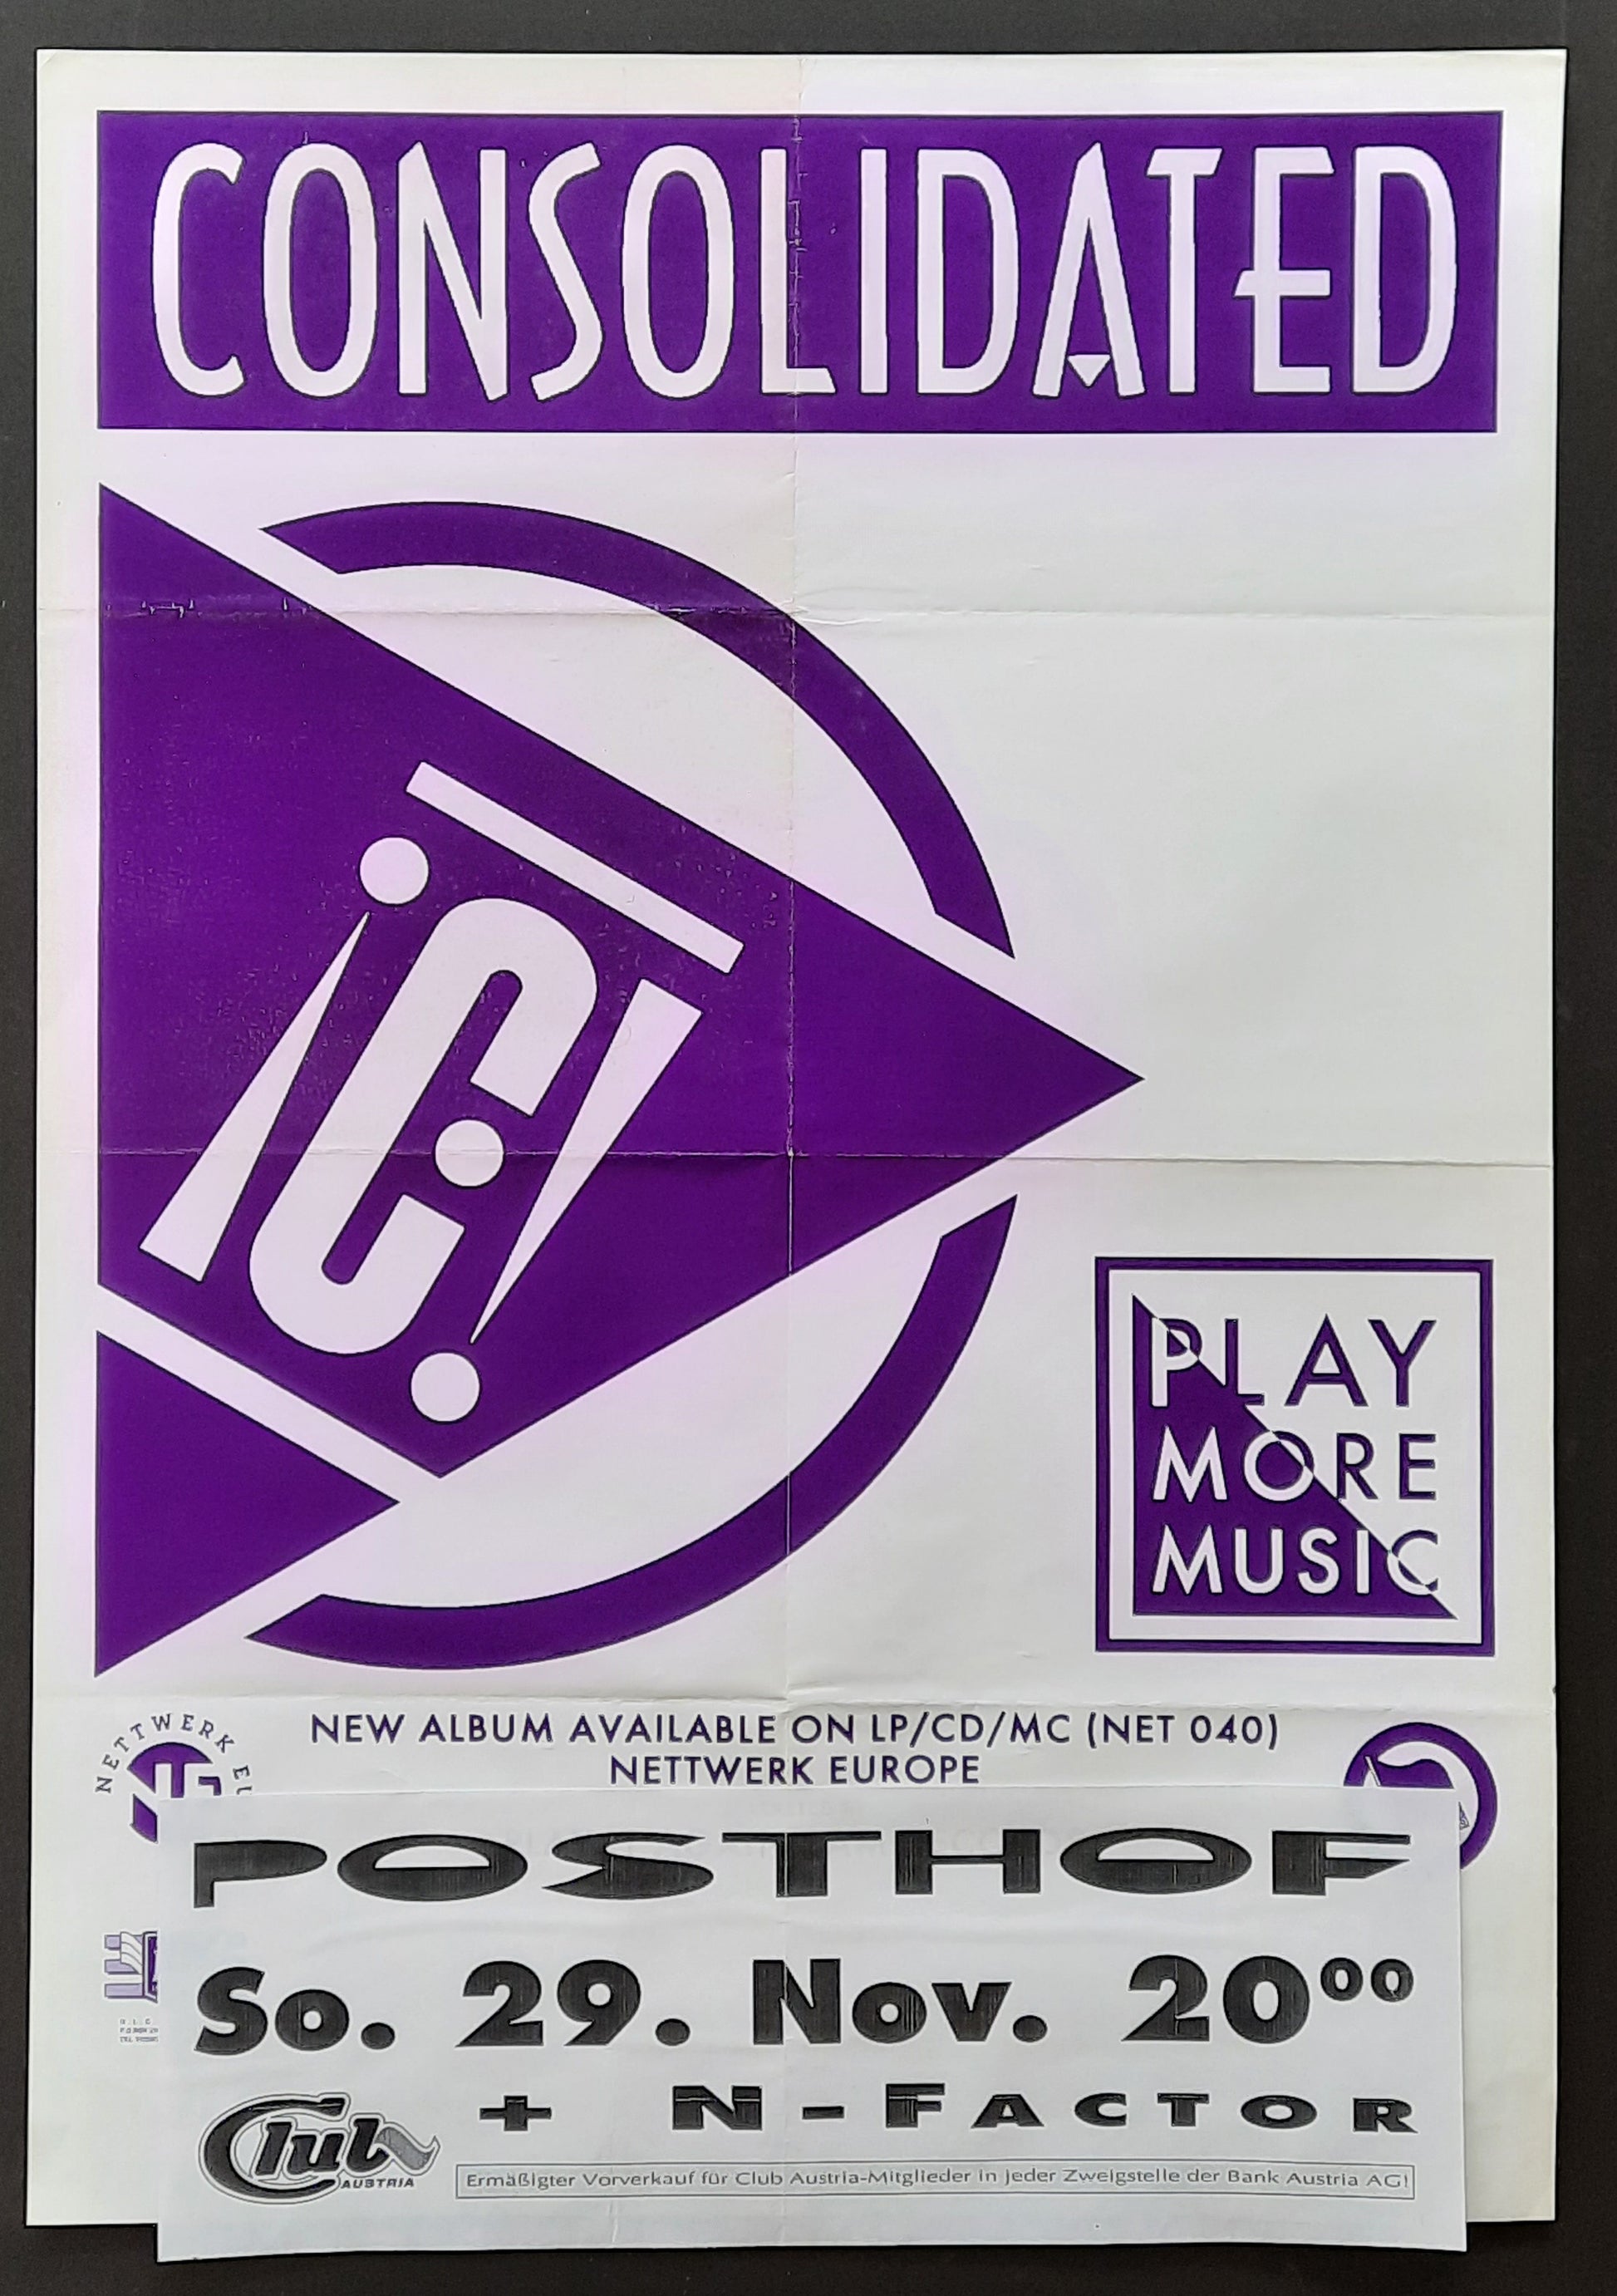 CONSOLIDATED
¡C!
PLAY
MORE
MUSIC
NETTWERK
NEW ALBUM AVAILABLE ON LP/CD/MC (NET 040)
NETTWERK EUROPE
POSTHOF
So. 29. Nov. 20⁰⁰
+ N-FACTOR
Club
AUSTRIA
Ermäßigter Vorverkauf für Club Austria-Mitglieder in jeder Zweigstelle der Bank Austria AG!